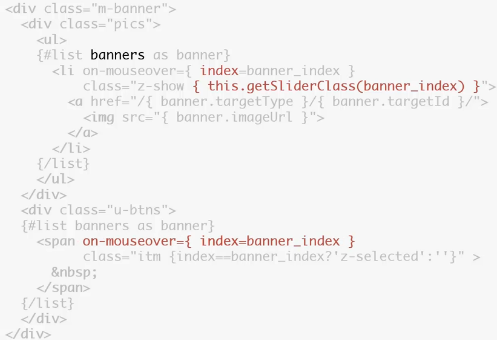 <div class="m-banner">
<div class="pics">
<ul>
{#list banners as banner}
<li on-mouseover={ index=banner_index }
class="z-show { this.getSliderClass(banner_index) }">
<a href="/{ banner.targetType }/{ banner.targetId }/">
<img src="{ banner.imageUrl }">
</a>
</li>
{/list}
</ul>
</div>
<div class="u-btns">
{#list banners as banner}
<span on-mouseover={ index=banner_index }
class="itm {index==banner_index?'z-selected':''}" >
&nbsp;
</span>
{/list}
</div>
</div>